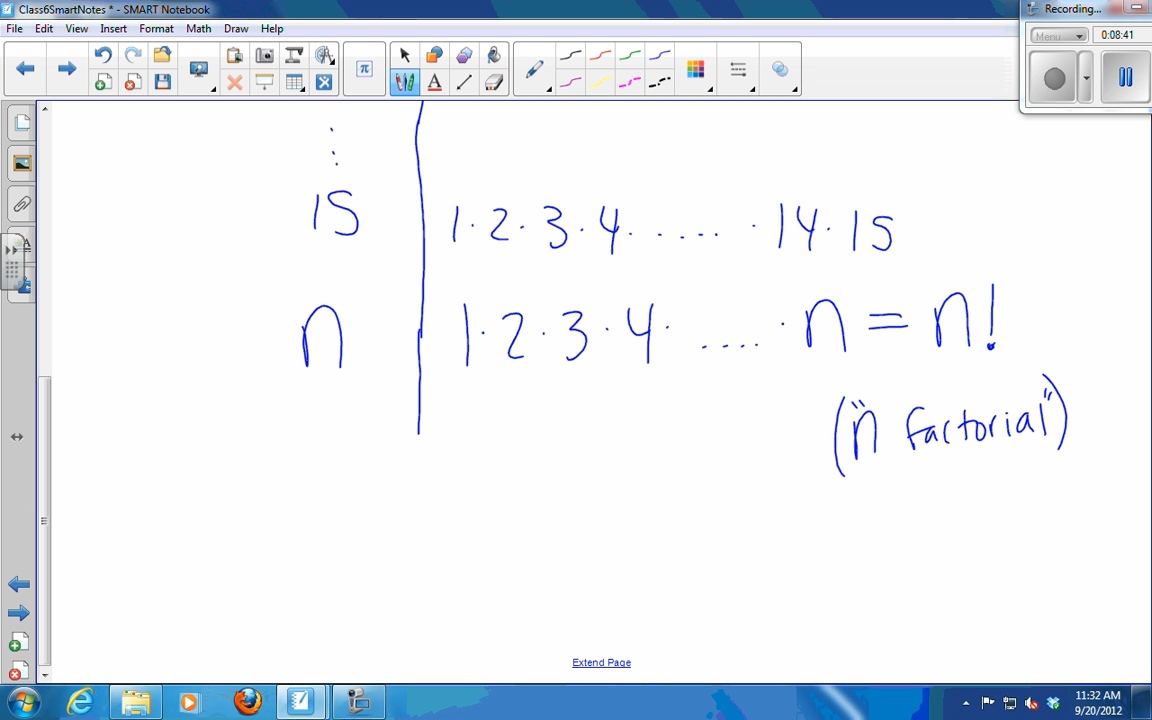 Class6SmartNotes * - SMART Notebook
Recording...
File Edit View Insert Format Math Draw Help
Menu
0:08:41
π
A
⋮
15 1·2·3·4· ..... ·14·15
n 1·2·3·4· .... ·n = n!
("n factorial")
Extend Page
11:32 AM
9/20/2012